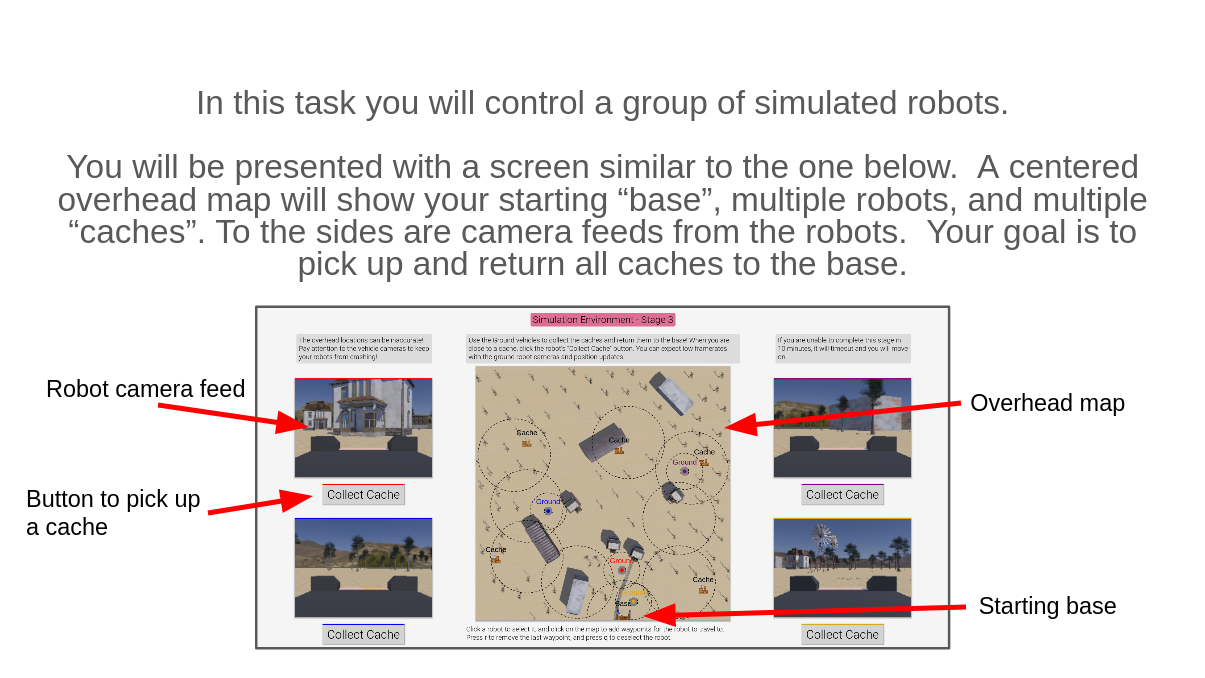 In this task you will control a group of simulated robots.
You will be presented with a screen similar to the one below.  A centered
overhead map will show your starting “base”, multiple robots, and multiple
“caches”. To the sides are camera feeds from the robots.  Your goal is to
pick up and return all caches to the base.
Simulation Environment - Stage 3
The overhead locations can be inaccurate!
Pay attention to the vehicle cameras to keep
your robots from crashing!
Use the Ground vehicles to collect the caches and return them to the base! When you are
close to a cache, click the robot's "Collect Cache" button. You can expect low framerates
with the ground robot cameras and position updates.
If you are unable to complete this stage in
10 minutes, it will timeout and you will move
on
Robot camera feed
Overhead map
Cache
Cache
Cache
Ground
Button to pick up
a cache
Collect Cache
Collect Cache
Ground
Cache
Ground
Cache
Base
Starting base
Click a robot to select it, and click on the map to add waypoints for the robot to travel to.
Press r to remove the last waypoint, and press q to deselect the robot.
Collect Cache
Collect Cache